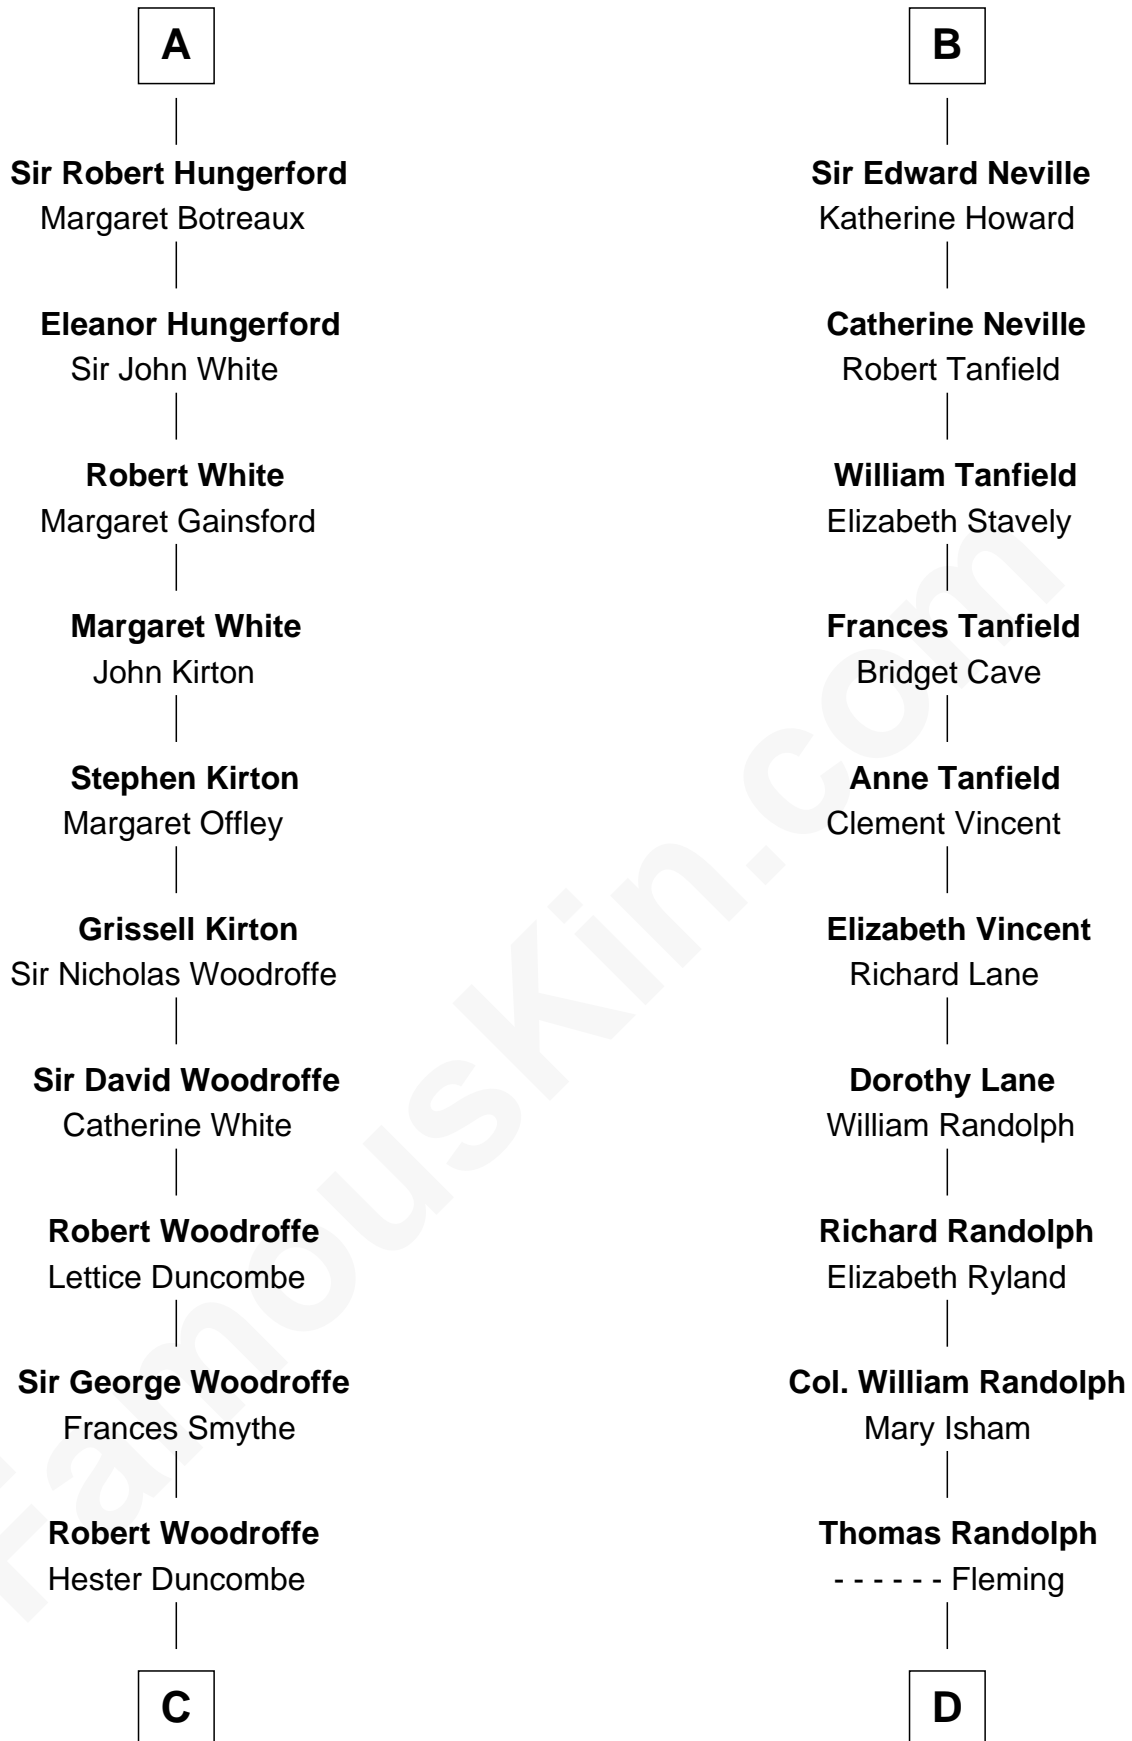 A
Sir Robert Hungerford
Margaret Botreaux
Eleanor Hungerford
Sir John White
Robert White
Margaret Gainsford
Margaret White
John Kirton
Stephen Kirton
Margaret Offley
Grissell Kirton
Sir Nicholas Woodroffe
Sir David Woodroffe
Catherine White
Robert Woodroffe
Lettice Duncombe
Sir George Woodroffe
Frances Smythe
Robert Woodroffe
Hester Duncombe
C
B
Sir Edward Neville
Katherine Howard
Catherine Neville
Robert Tanfield
William Tanfield
Elizabeth Stavely
Frances Tanfield
Bridget Cave
Anne Tanfield
Clement Vincent
Elizabeth Vincent
Richard Lane
Dorothy Lane
William Randolph
Richard Randolph
Elizabeth Ryland
Col. William Randolph
Mary Isham
Thomas Randolph
- - - - - - Fleming
D
FamousKin.com